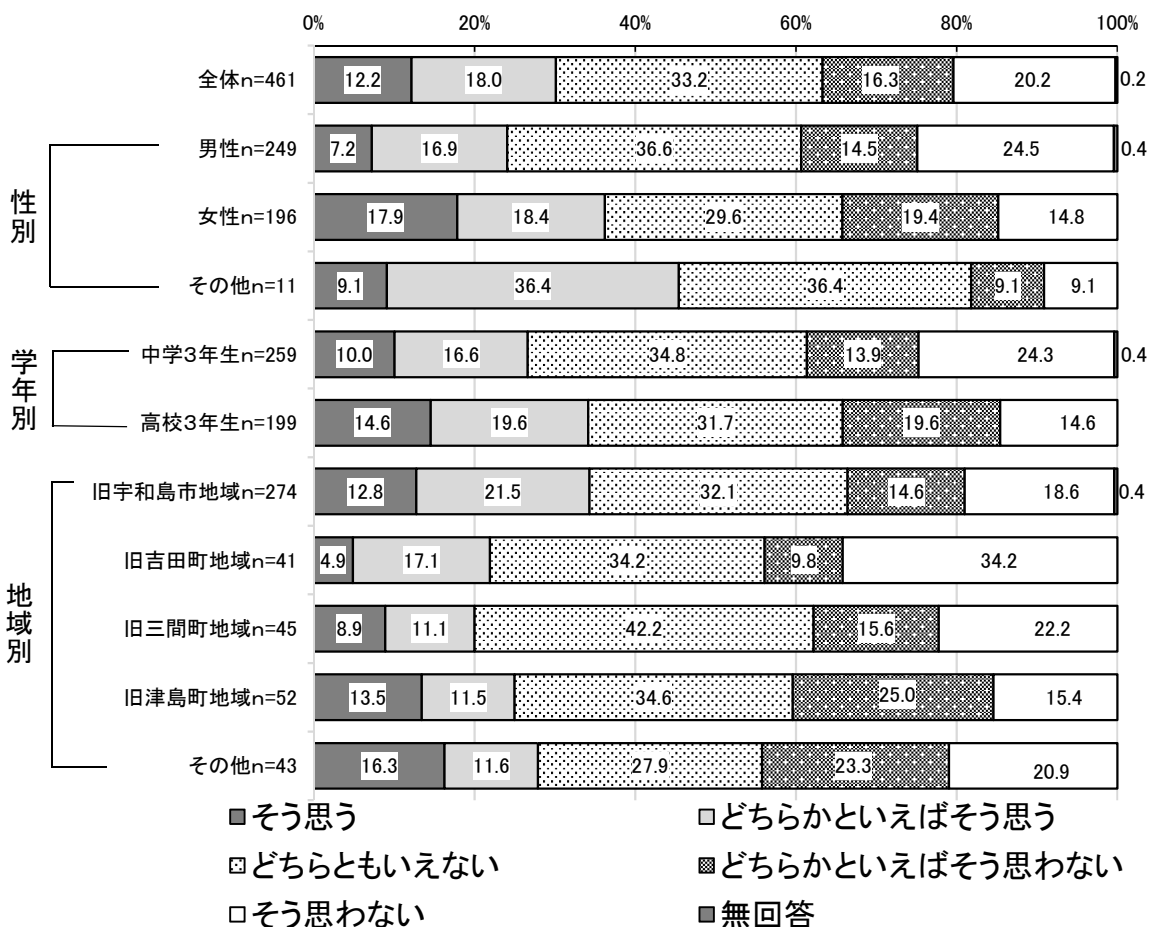 0% 20% 40% 60% 80% 100%
全体n=461 12.2 18.0 33.2 16.3 20.2 0.2
男性n=249 7.2 16.9 36.6 14.5 24.5 0.4
女性n=196 17.9 18.4 29.6 19.4 14.8
その他n=11 9.1 36.4 36.4 9.1 9.1
中学3年生n=259 10.0 16.6 34.8 13.9 24.3 0.4
高校3年生n=199 14.6 19.6 31.7 19.6 14.6
旧宇和島市地域n=274 12.8 21.5 32.1 14.6 18.6 0.4
旧吉田町地域n=41 4.9 17.1 34.2 9.8 34.2
旧三間町地域n=45 8.9 11.1 42.2 15.6 22.2
旧津島町地域n=52 13.5 11.5 34.6 25.0 15.4
その他n=43 16.3 11.6 27.9 23.3 20.9
性別
学年別
地域別
そう思う どちらかといえばそう思う
どちらともいえない どちらかといえばそう思わない
そう思わない 無回答